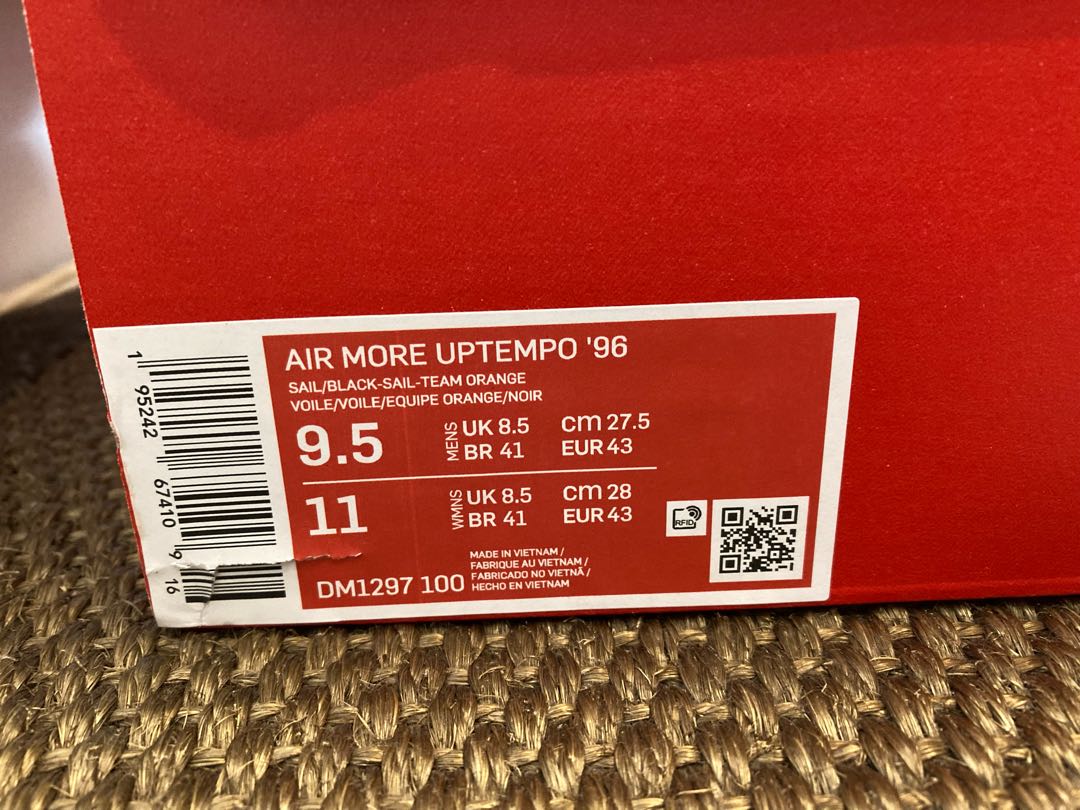 AIR MORE UPTEMPO '96
SAIL/BLACK-SAIL-TEAM ORANGE
VOILE/VOILE/EQUIPE ORANGE/NOIR
9.5 MENS UK 8.5 cm 27.5
BR 41 EUR 43
11 WMNS UK 8.5 cm 28
BR 41 EUR 43
RFID
MADE IN VIETNAM /
FABRIQUE AU VIETNAM /
FABRICADO NO VIETNÃ /
HECHO EN VIETNAM
DM1297 100
1 95242 67410 9 16